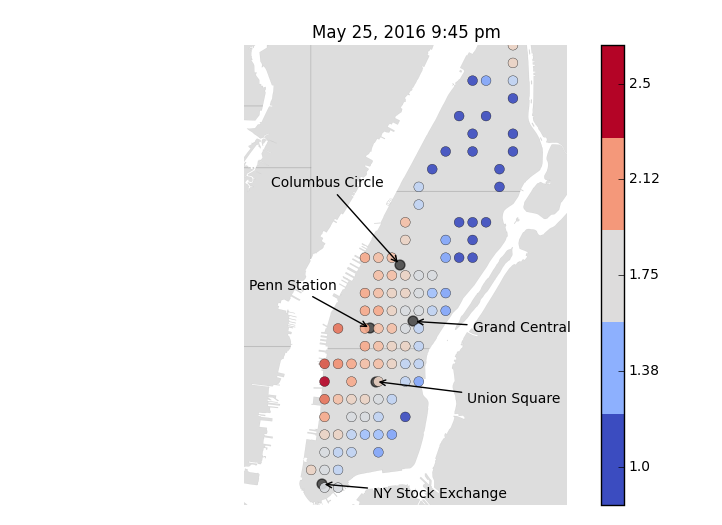 May 25, 2016 9:45 pm
2.5
Columbus Circle
2.12
Penn Station
1.75
Grand Central
1.38
Union Square
1.0
NY Stock Exchange